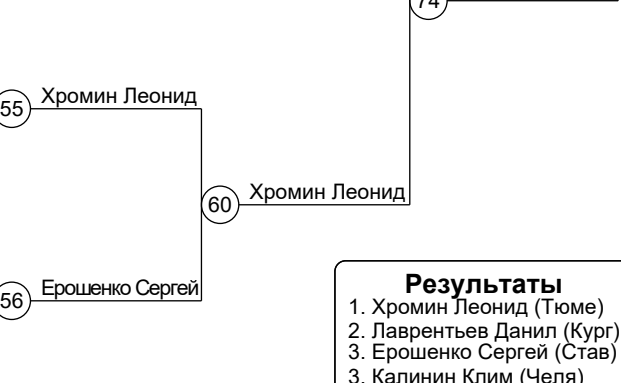 74
Хромин Леонид
55
Хромин Леонид
60
Ерошенко Сергей
56
Результаты
1. Хромин Леонид (Тюме)
2. Лаврентьев Данил (Кург)
3. Ерошенко Сергей (Став)
3. Калинин Клим (Челя)